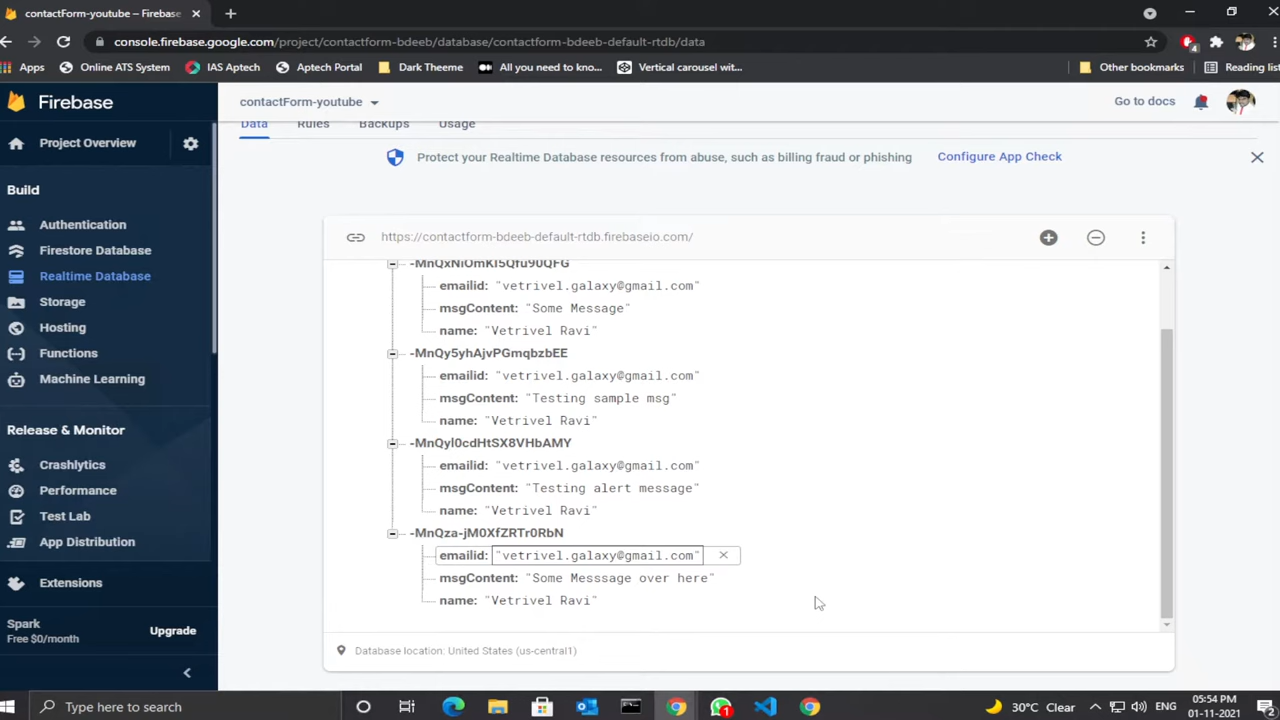 contactForm-youtube – Firebase
console.firebase.google.com/project/contactform-bdeeb/database/contactform-bdeeb-default-rtdb/data
4
Apps
Online ATS System
IAS Aptech
Aptech Portal
Dark Theeme
All you need to kno...
Vertical carousel wit...
Other bookmarks
Reading list
Firebase
contactForm-youtube
Go to docs
Project Overview
Data
Rules
Backups
Usage
Protect your Realtime Database resources from abuse, such as billing fraud or phishing
Configure App Check
Build
Authentication
Firestore Database
Realtime Database
Storage
Hosting
Functions
Machine Learning
Release & Monitor
Crashlytics
Performance
Test Lab
App Distribution
Extensions
Spark
Free $0/month
Upgrade
https://contactform-bdeeb-default-rtdb.firebaseio.com/
emailid: "vetrivel.galaxy@gmail.com"
msgContent: "Some Message"
name: "Vetrivel Ravi"
-MnQy5yhAjvPGmqbzbEE
emailid: "vetrivel.galaxy@gmail.com"
msgContent: "Testing sample msg"
name: "Vetrivel Ravi"
-MnQyl0cdHtSX8VHbAMY
emailid: "vetrivel.galaxy@gmail.com"
msgContent: "Testing alert message"
name: "Vetrivel Ravi"
-MnQza-jM0XfZRTr0RbN
emailid: "vetrivel.galaxy@gmail.com"
msgContent: "Some Messsage over here"
name: "Vetrivel Ravi"
Database location: United States (us-central1)
Type here to search
1
30°C Clear
ENG
05:54 PM
01-11-2021
2